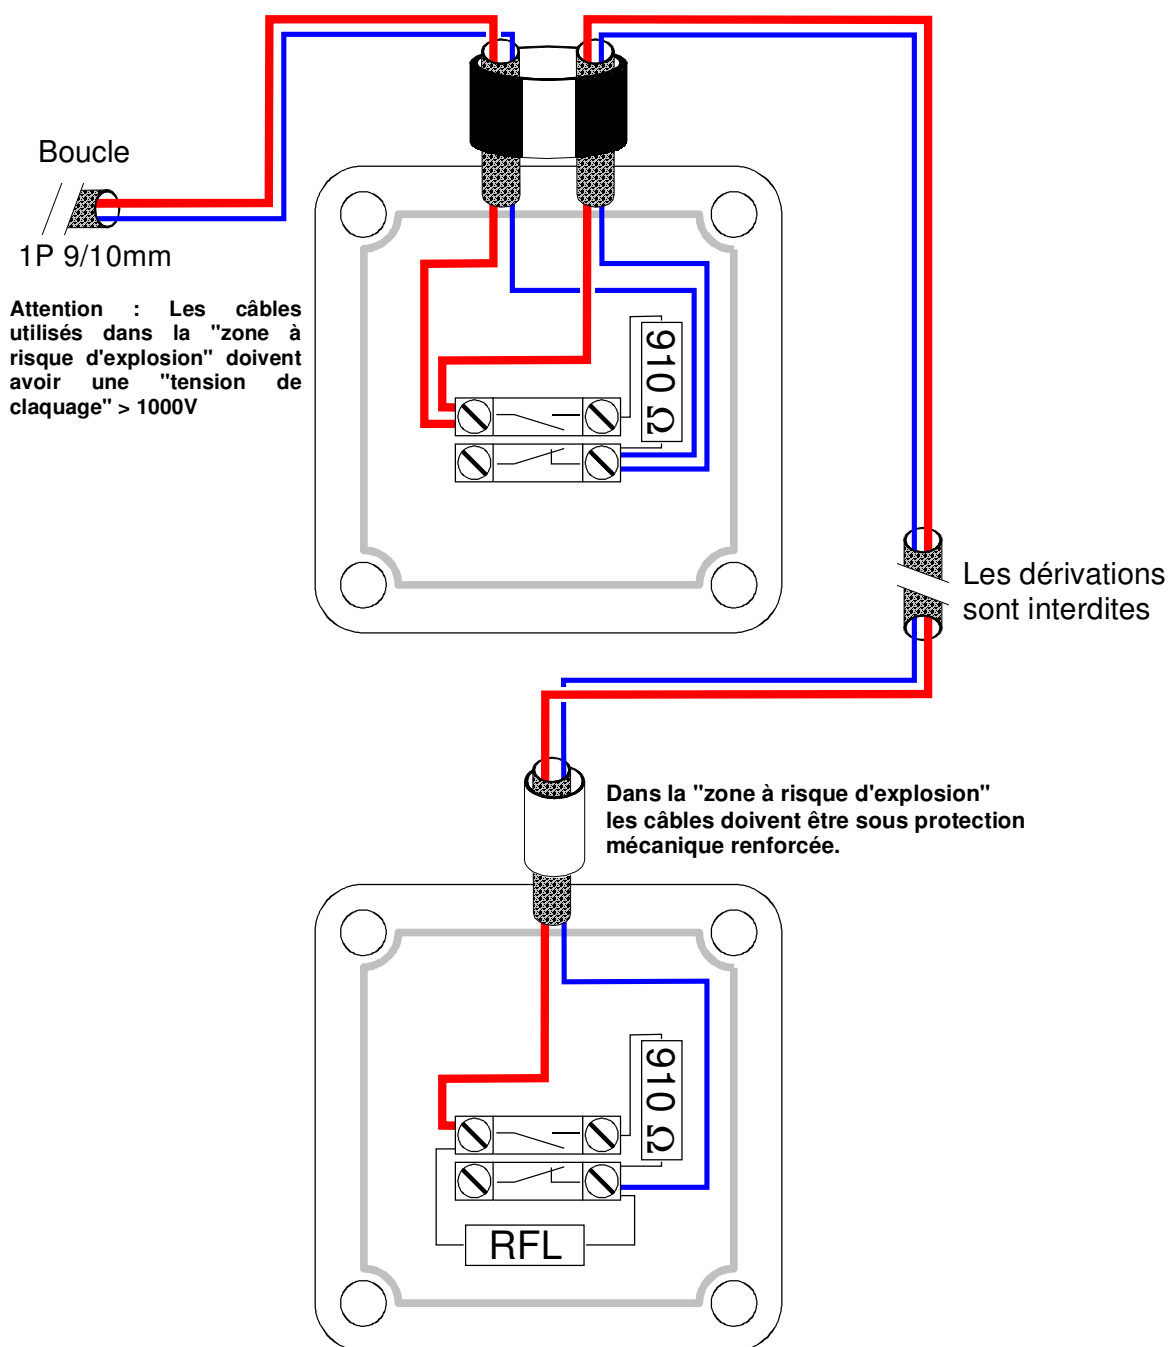 Boucle
1P 9/10mm
Attention : Les câbles
utilisés dans la "zone à
risque d'explosion" doivent
avoir une "tension de
claquage" > 1000V
910 Ω
Les dérivations
sont interdites
Dans la "zone à risque d'explosion"
les câbles doivent être sous protection
mécanique renforcée.
910 Ω
RFL